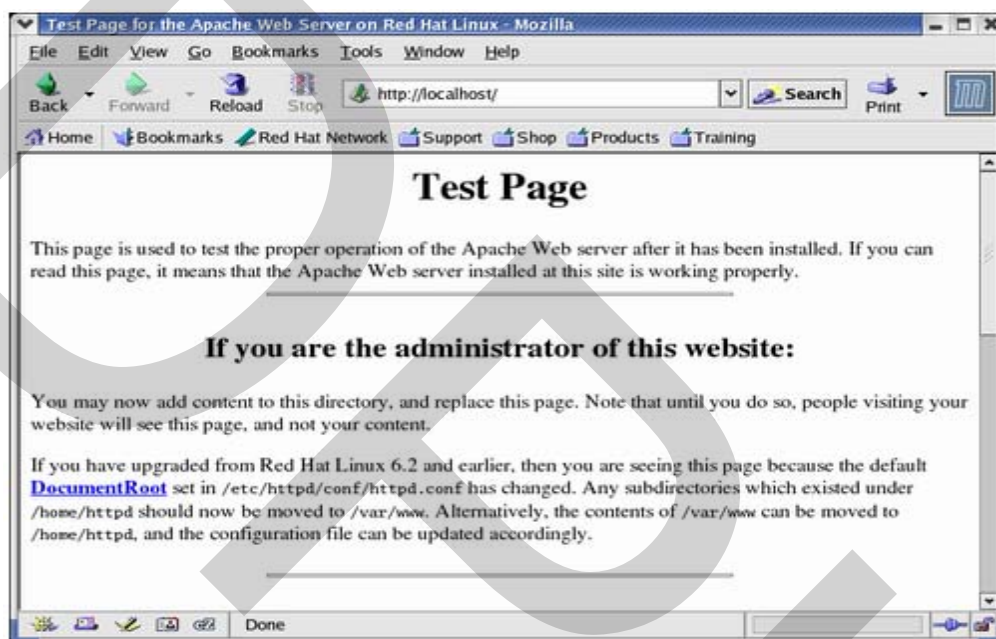 Test Page for the Apache Web Server on Red Hat Linux - Mozilla
File Edit View Go Bookmarks Tools Window Help
Back Forward Reload Stop http://localhost/ Search Print
Home Bookmarks Red Hat Network Support Shop Products Training
Test Page
This page is used to test the proper operation of the Apache Web server after it has been installed. If you can
read this page, it means that the Apache Web server installed at this site is working properly.
If you are the administrator of this website:
You may now add content to this directory, and replace this page. Note that until you do so, people visiting your
website will see this page, and not your content.
If you have upgraded from Red Hat Linux 6.2 and earlier, then you are seeing this page because the default
DocumentRoot set in /etc/httpd/conf/httpd.conf has changed. Any subdirectories which existed under
/home/httpd should now be moved to /var/www. Alternatively, the contents of /var/www can be moved to
/home/httpd, and the configuration file can be updated accordingly.
Done